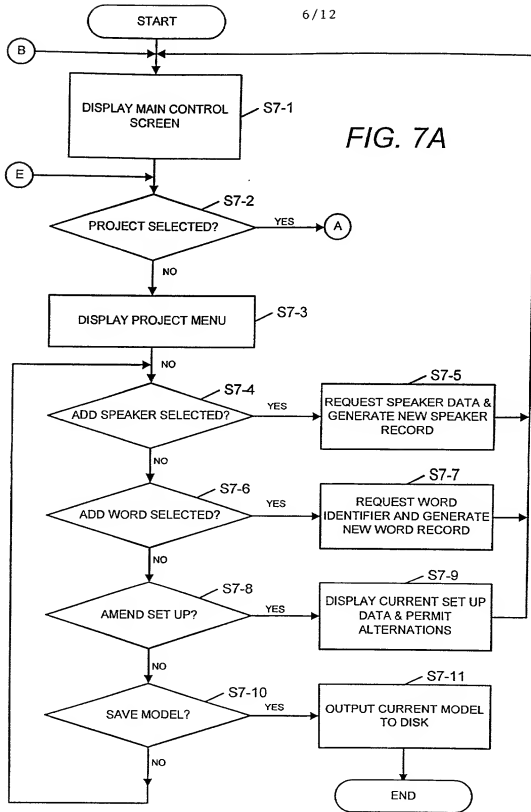 6/12
START
B
DISPLAY MAIN CONTROL
SCREEN
S7-1
FIG. 7A
E
S7-2
PROJECT SELECTED?
YES
A
NO
DISPLAY PROJECT MENU
S7-3
NO
S7-4
ADD SPEAKER SELECTED?
YES
S7-5
REQUEST SPEAKER DATA &
GENERATE NEW SPEAKER
RECORD
NO
S7-6
ADD WORD SELECTED?
YES
S7-7
REQUEST WORD
IDENTIFIER AND GENERATE
NEW WORD RECORD
NO
S7-8
AMEND SET UP?
YES
S7-9
DISPLAY CURRENT SET UP
DATA & PERMIT
ALTERNATIONS
NO
S7-10
SAVE MODEL?
YES
S7-11
OUTPUT CURRENT MODEL
TO DISK
NO
END